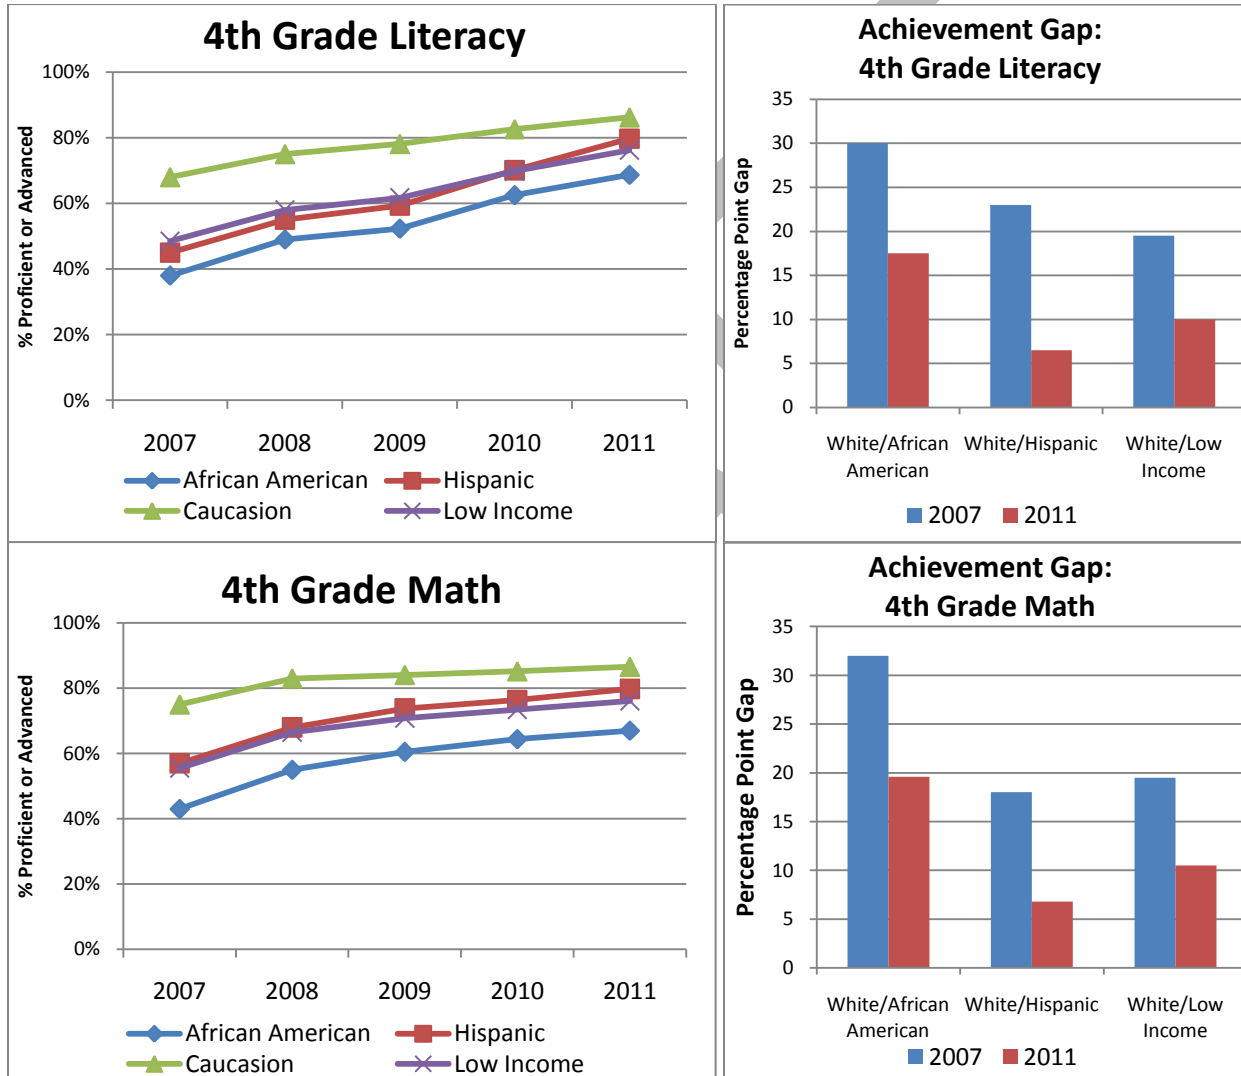 4th Grade Literacy
% Proficient or Advanced
100%
80%
60%
40%
20%
0%
2007 2008 2009 2010 2011
African American Hispanic
Caucasion Low Income
Achievement Gap:
4th Grade Literacy
Percentage Point Gap
35
30
25
20
15
10
5
0
White/African White/Hispanic White/Low
American Income
2007 2011
4th Grade Math
% Proficient or Advanced
100%
80%
60%
40%
20%
0%
2007 2008 2009 2010 2011
African American Hispanic
Caucasion Low Income
Achievement Gap:
4th Grade Math
Percentage Point Gap
35
30
25
20
15
10
5
0
White/African White/Hispanic White/Low
American Income
2007 2011